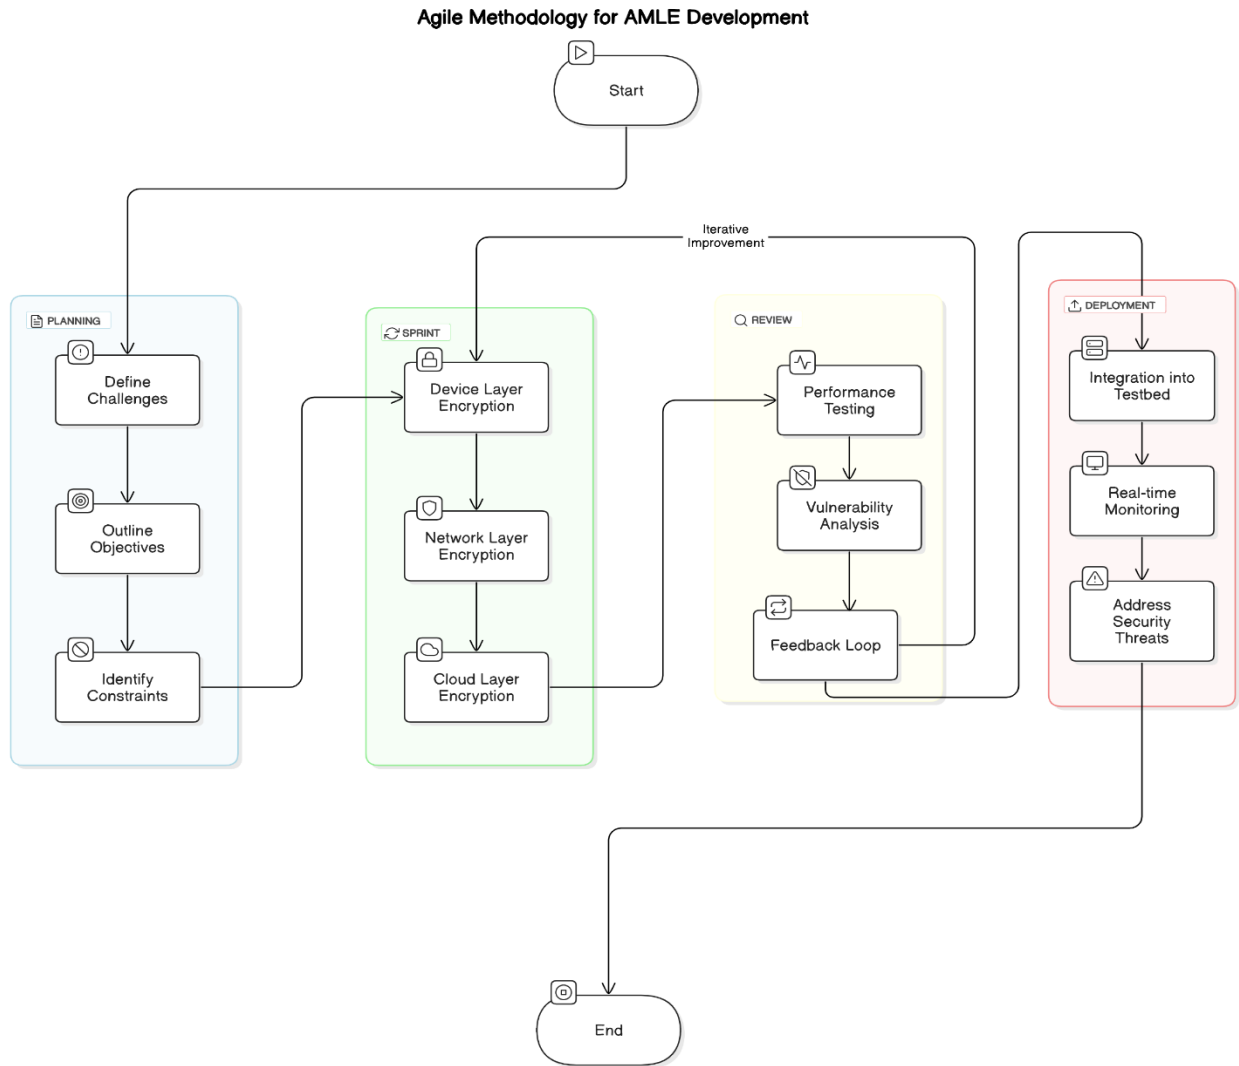 Agile Methodology for AMLE Development
Start
Iterative
Improvement
PLANNING
Define
Challenges
Outline
Objectives
Identify
Constraints
SPRINT
Device Layer
Encryption
Network Layer
Encryption
Cloud Layer
Encryption
REVIEW
Performance
Testing
Vulnerability
Analysis
Feedback Loop
DEPLOYMENT
Integration into
Testbed
Real-time
Monitoring
Address
Security
Threats
End